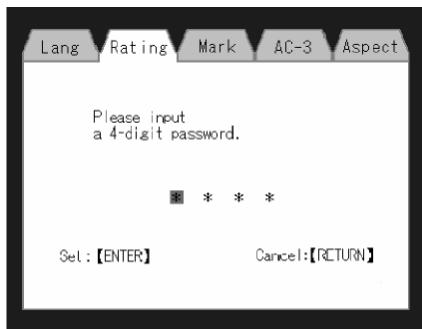 Lang Rating Mark AC-3 Aspect
Please input
a 4-digit password.
* * * *
Sel:【ENTER】 Cancel:【RETURN】